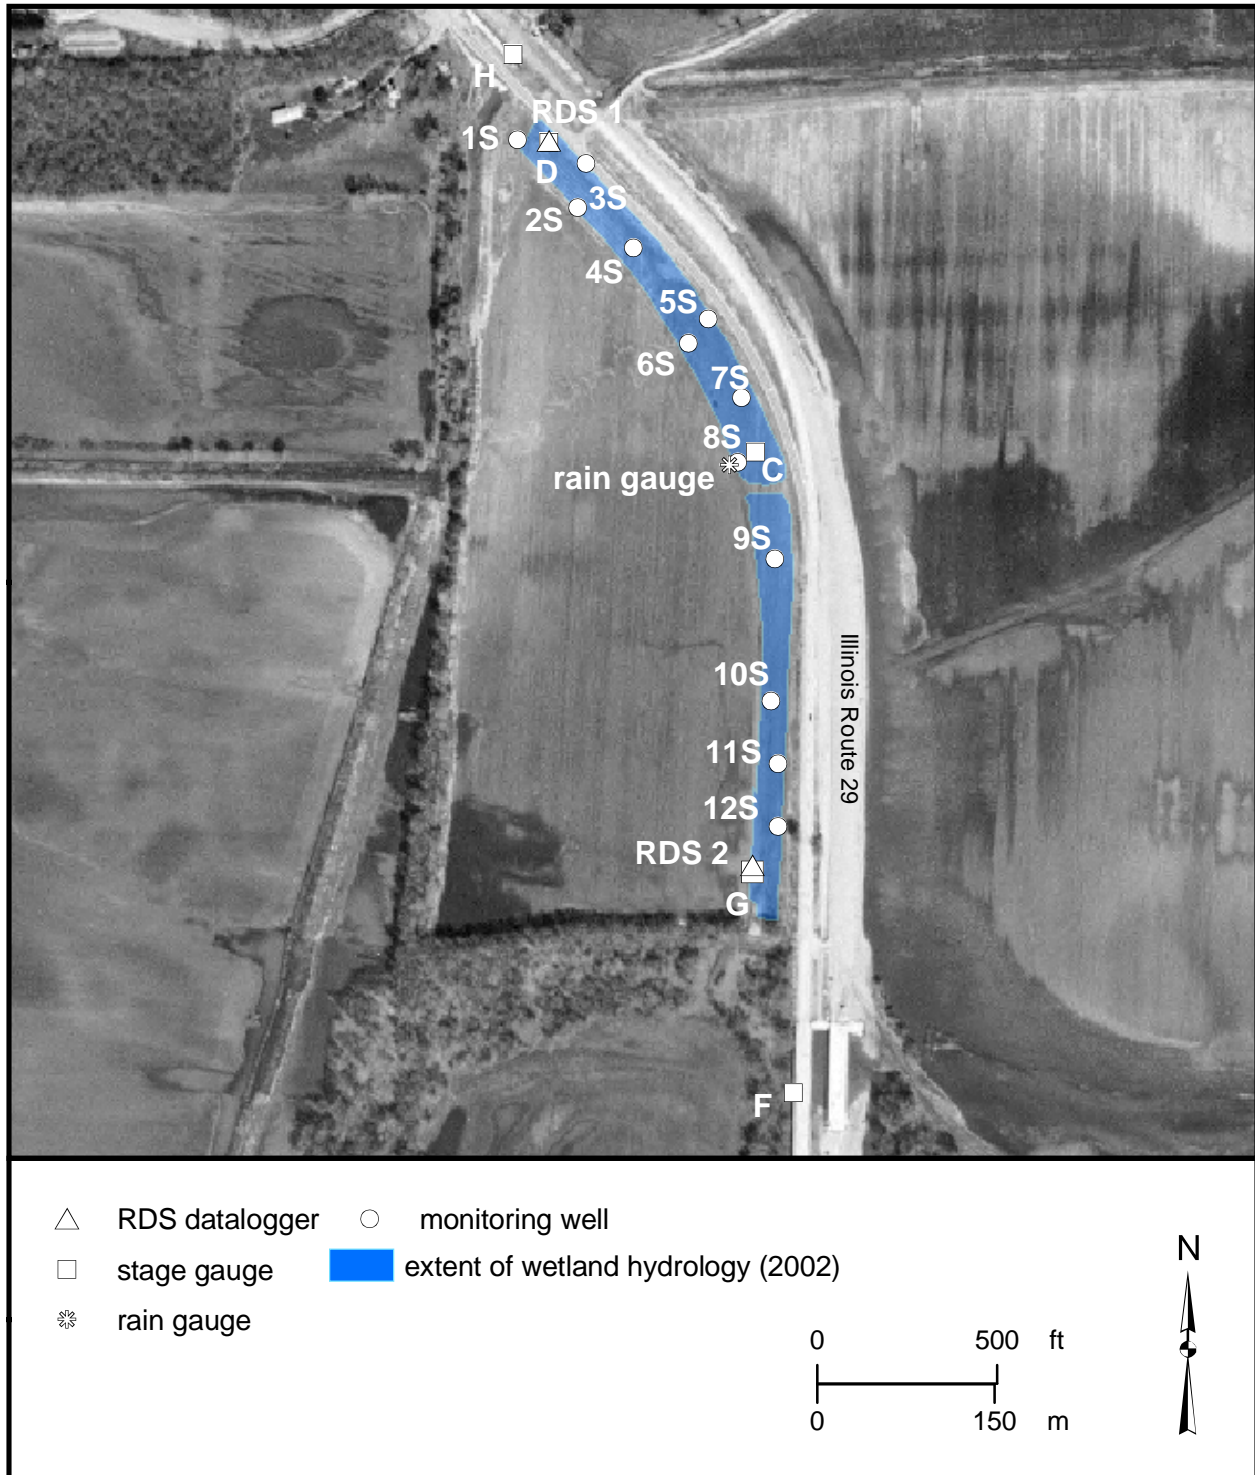 H
RDS 1
1S
D
3S
2S
4S
5S
6S
7S
8S
C
rain gauge
9S
Illinois Route 29
10S
11S
12S
RDS 2
G
F
RDS datalogger
monitoring well
stage gauge
extent of wetland hydrology (2002)
rain gauge
N
0 500 ft
0 150 m